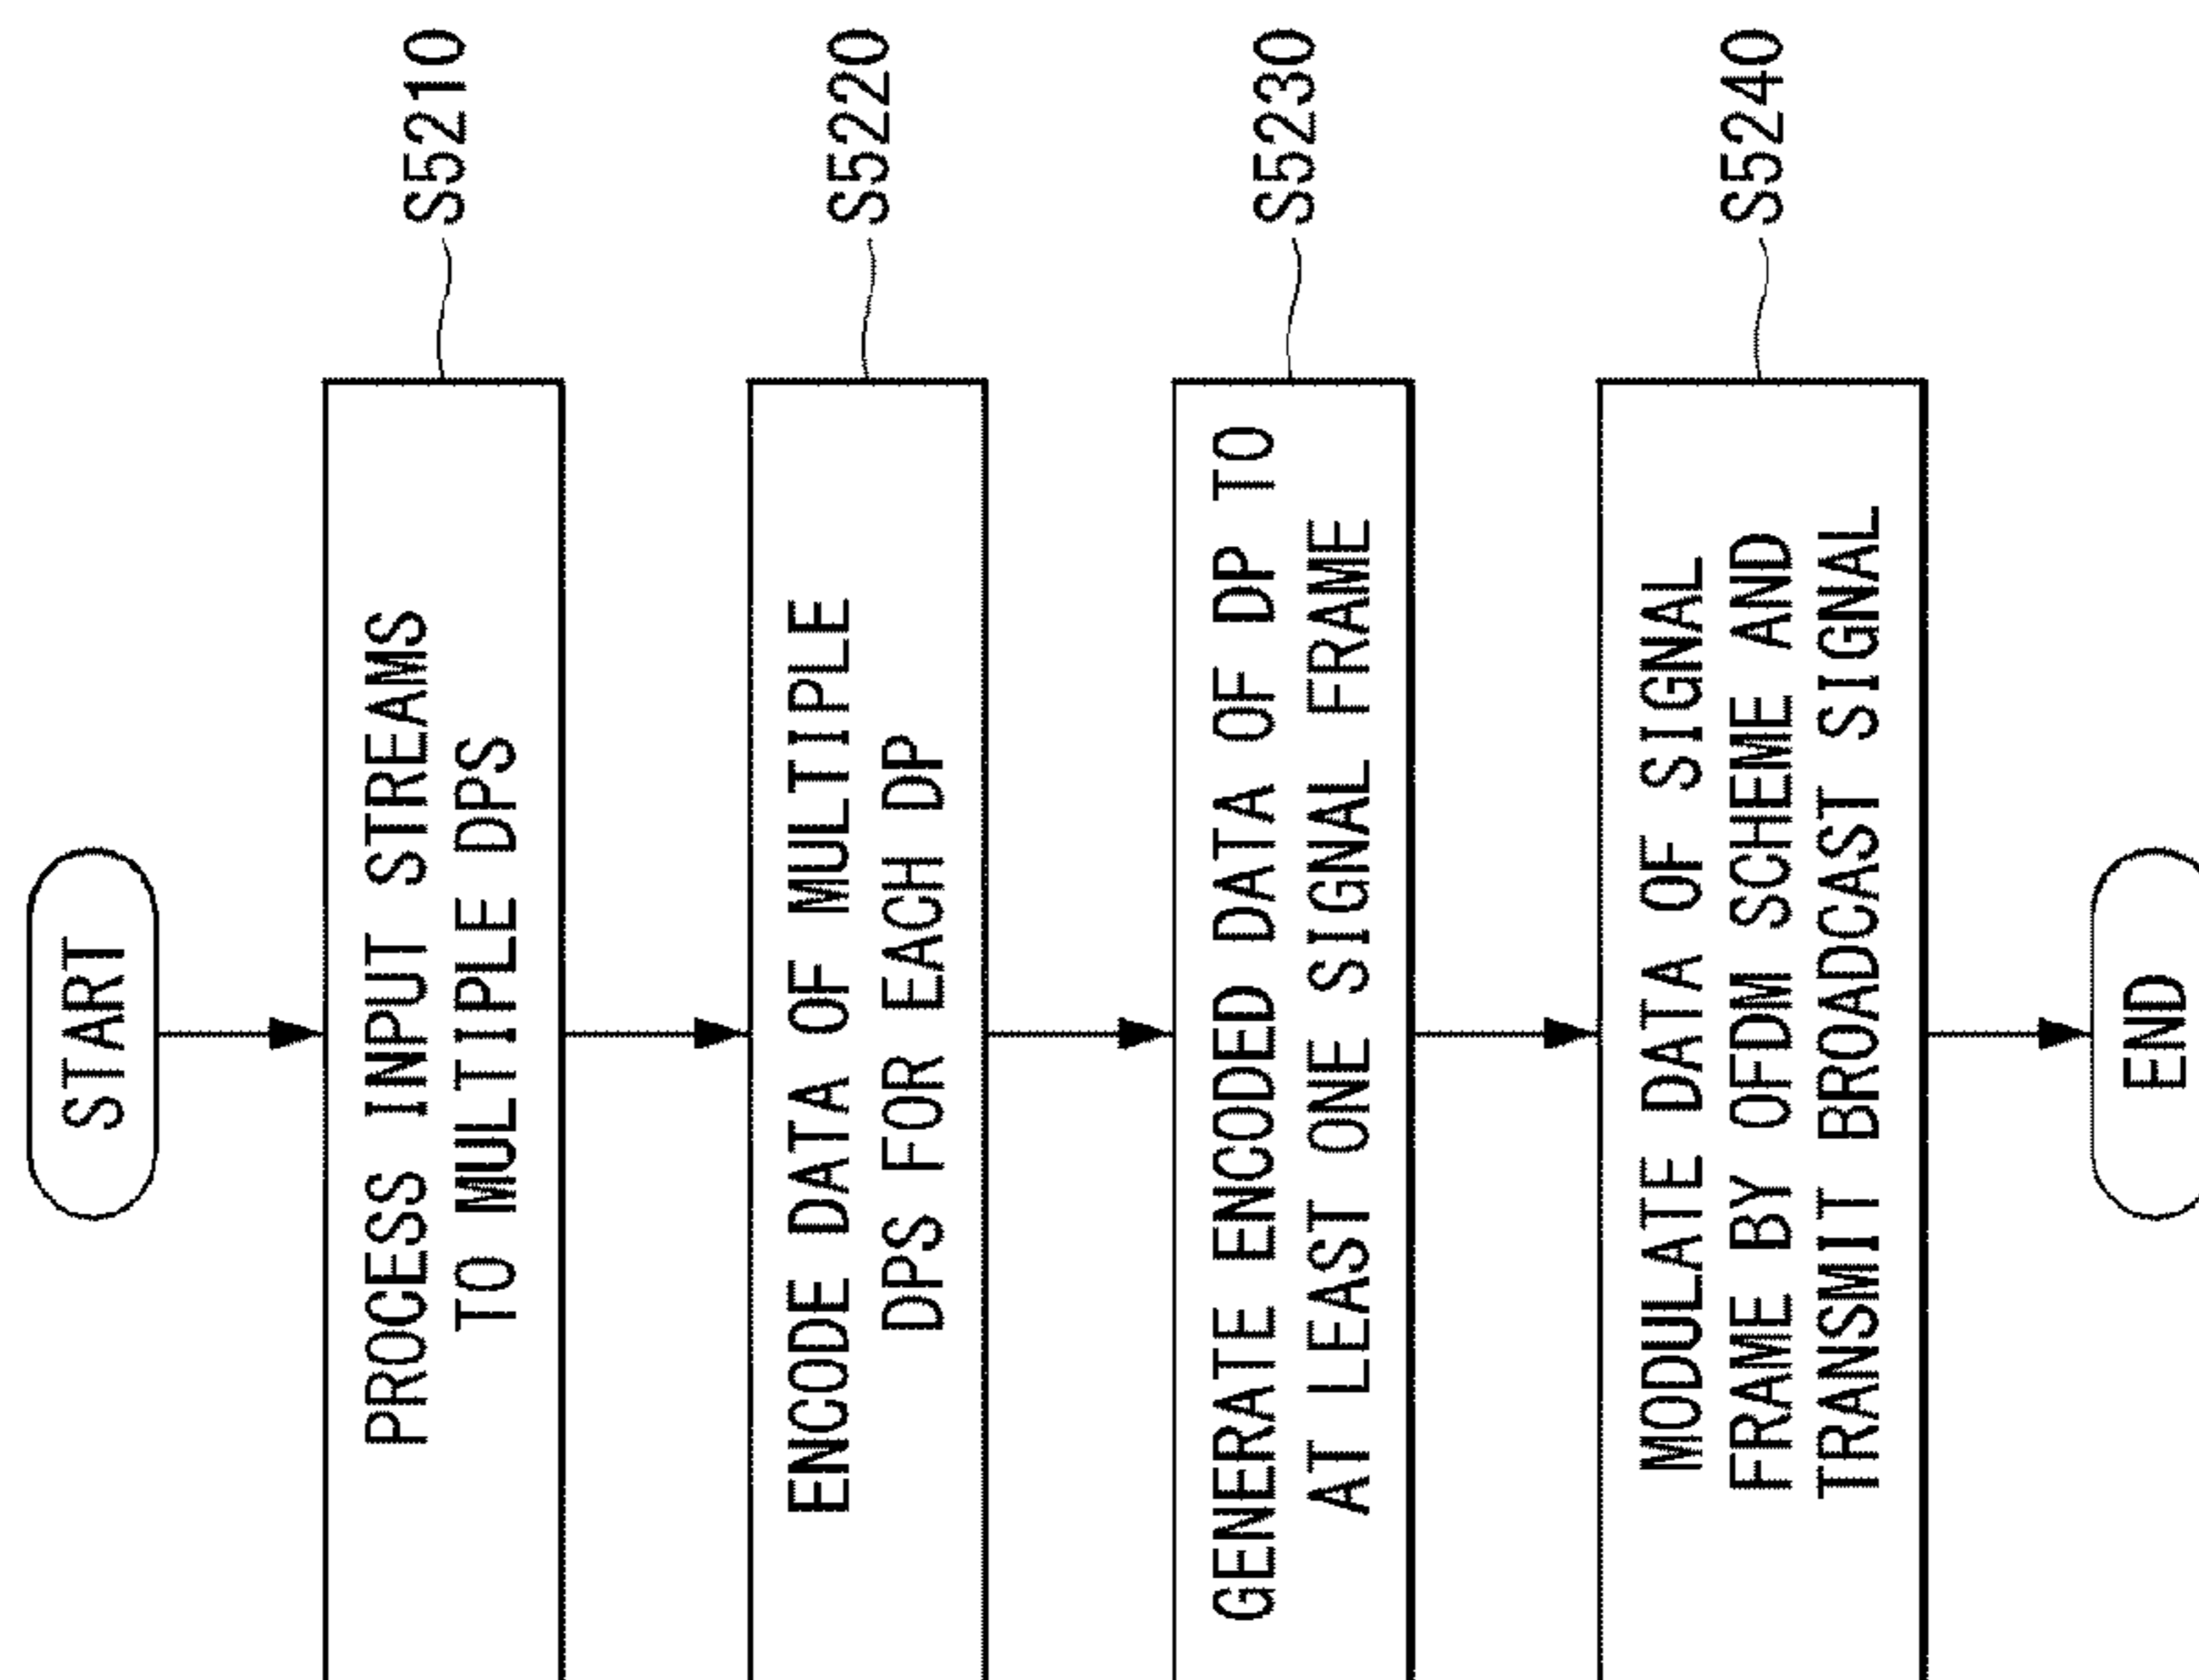 START
PROCESS INPUT STREAMS
TO MULTIPLE DPS
S5210
ENCODE DATA OF MULTIPLE
DPS FOR EACH DP
S5220
GENERATE ENCODED DATA OF DP TO
AT LEAST ONE SIGNAL FRAME
S5230
MODULATE DATA OF SIGNAL
FRAME BY OFDM SCHEME AND
TRANSMIT BROADCAST SIGNAL
S5240
END